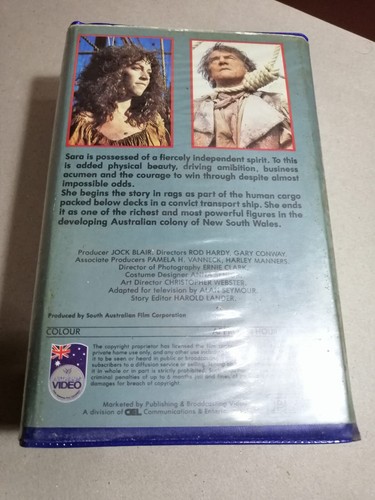 Sara is possessed of a fiercely independent spirit. To this
is added physical beauty, driving amibition, business
acumen and the courage to win through despite almost
impossible odds.
She begins the story in rags as part of the human cargo
packed below decks in a convict transport ship. She ends
it as one of the richest and most powerful figures in the
developing Australian colony of New South Wales.
Producer JOCK BLAIR. Directors ROD HARDY, GARY CONWAY.
Associate Producers PAMELA H. VANNECK, HARLEY MANNERS.
Director of Photography ERNIE CLARK.
Costume Designer ANNA
Art Director CHRISTOPHER WEBSTER.
Adapted for television by ALAN SEYMOUR.
Story Editor HAROLD LANDER.
Produced by South Australian Film Corporation
COLOUR
The copyright proprietor has licensed the
private home use only, and any other use
to be seen or heard in public or broadcast
subscribers to a diffusion service or selling,
it in whole or in part is strictly prohibited.
criminal penalties of up to 6 months jail and fines
damages for breach of copyright.
VIDEO
Marketed by Publishing & Broadcasting Video
A division of CEL Communications &